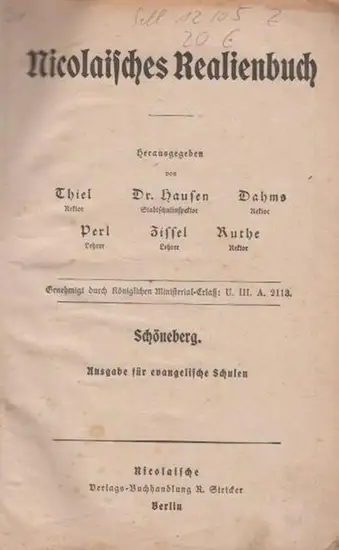 Nicolaisches Realienbuch
Herausgegeben
von
Thiel Dr. Hausen Dahms
Rektor Stadtschulinspektor Rektor
Perl Zissel Ruthe
Lehrer Lehrer Rektor
Genehmigt durch Königlichen Ministerial-Erlaß: U. III. A. 2113.
Schöneberg.
Ausgabe für evangelische Schulen
Nicolaische
Verlags-Buchhandlung R. Stricker
Berlin